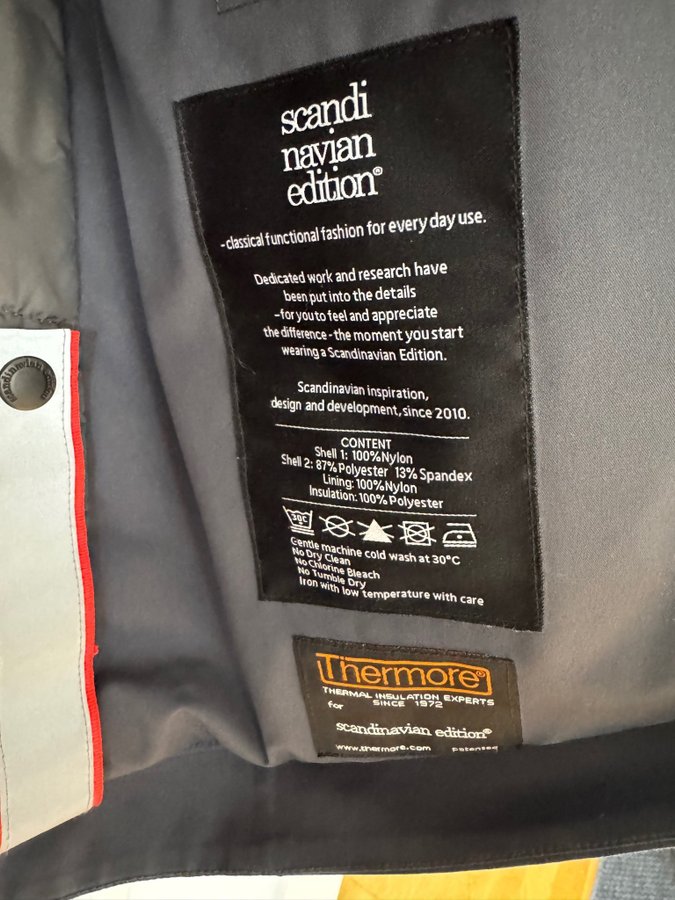 scandi
navian
edition®
-classical functional fashion for every day use.
Dedicated work and research have
been put into the details
-for you to feel and appreciate
the difference - the moment you start
wearing a Scandinavian Edition.
Scandinavian inspiration,
design and development, since 2010.
CONTENT
Shell 1: 100% Nylon
Shell 2: 87% Polyester 13% Spandex
Lining: 100% Nylon
Insulation: 100% Polyester
30C
Gentle machine cold wash at 30°C
No Dry Clean
No Chlorine Bleach
No Tumble Dry
Iron with low temperature with care
Thermore®
THERMAL INSULATION EXPERTS
SINCE 1972
for
scandinavian edition®
www.thermore.com patented